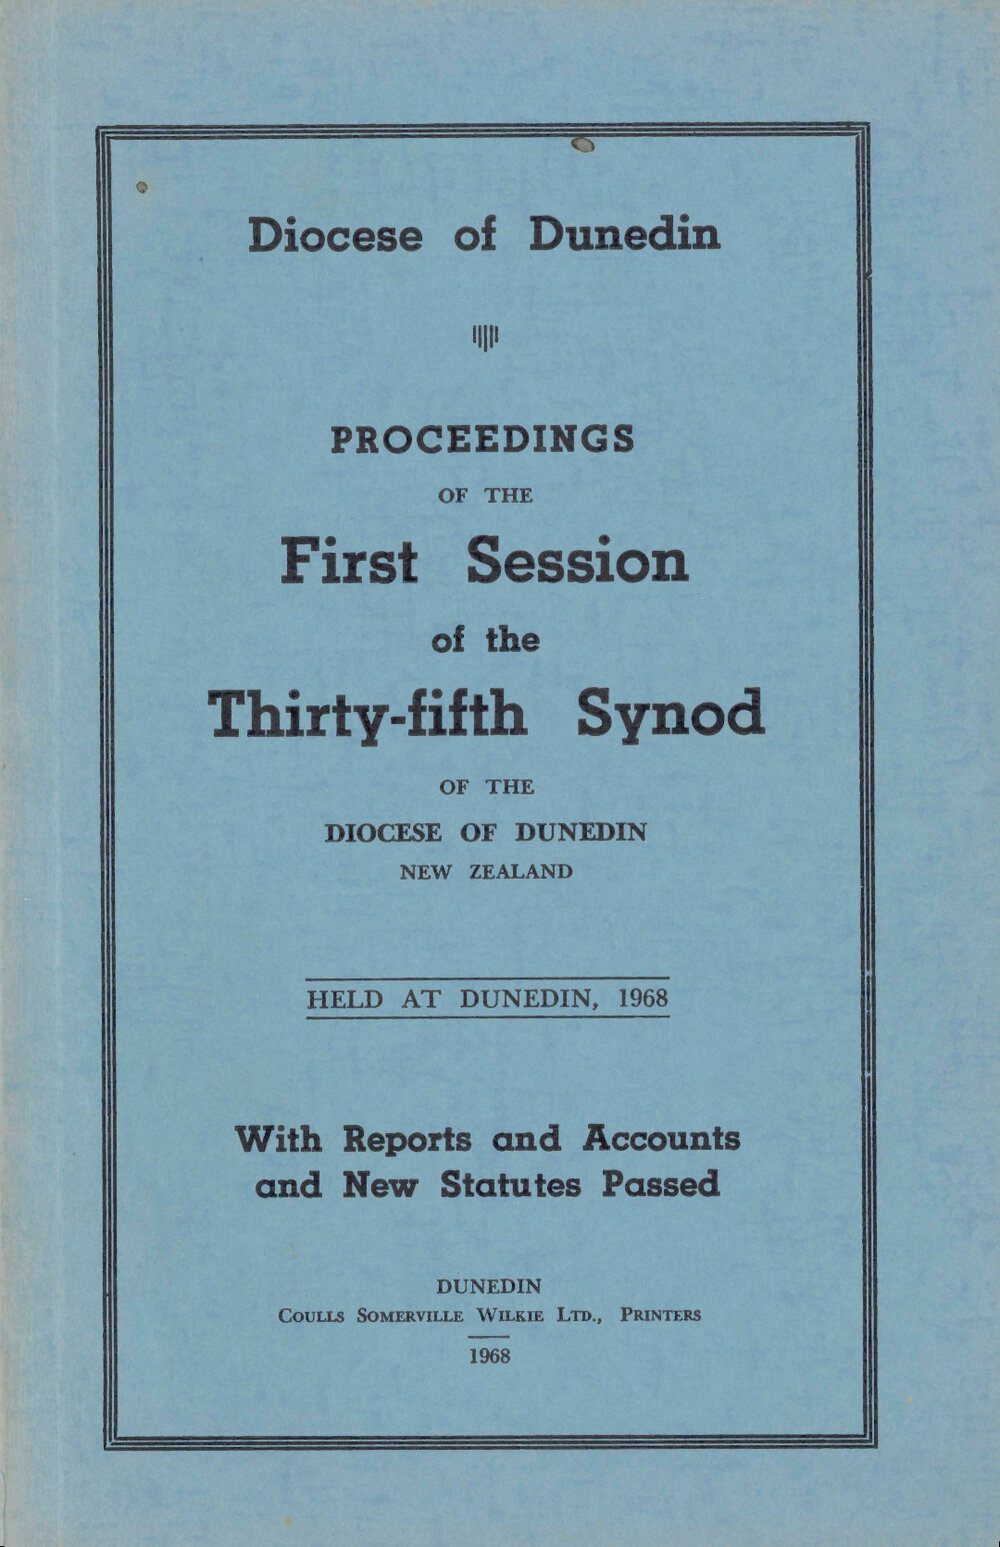 Diocese of Dunedin
PROCEEDINGS
OF THE
First Session
of the
Thirty-fifth Synod
OF THE
DIOCESE OF DUNEDIN
NEW ZEALAND
HELD AT DUNEDIN, 1968
With Reports and Accounts
and New Statutes Passed
DUNEDIN
COULLS SOMERVILLE WILKIE LTD., PRINTERS
1968